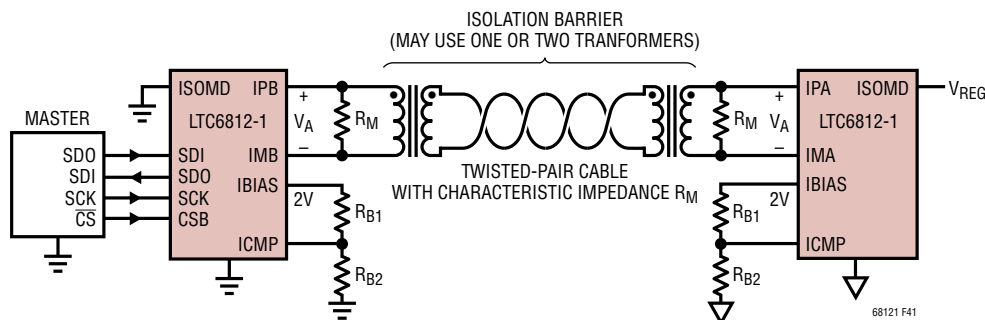 ISOLATION BARRIER
(MAY USE ONE OR TWO TRANFORMERS)
MASTER
SDO
SDI
SCK
CS
ISOMD
IPB
LTC6812-1
SDI
SDO
SCK
CSB
IMB
IBIAS
ICMP
+
VA
–
2V
RM
RB1
RB2
TWISTED-PAIR CABLE
WITH CHARACTERISTIC IMPEDANCE RM
RM
+
VA
–
2V
RB1
RB2
IPA
ISOMD
LTC6812-1
IMA
IBIAS
ICMP
VREG
68121 F41